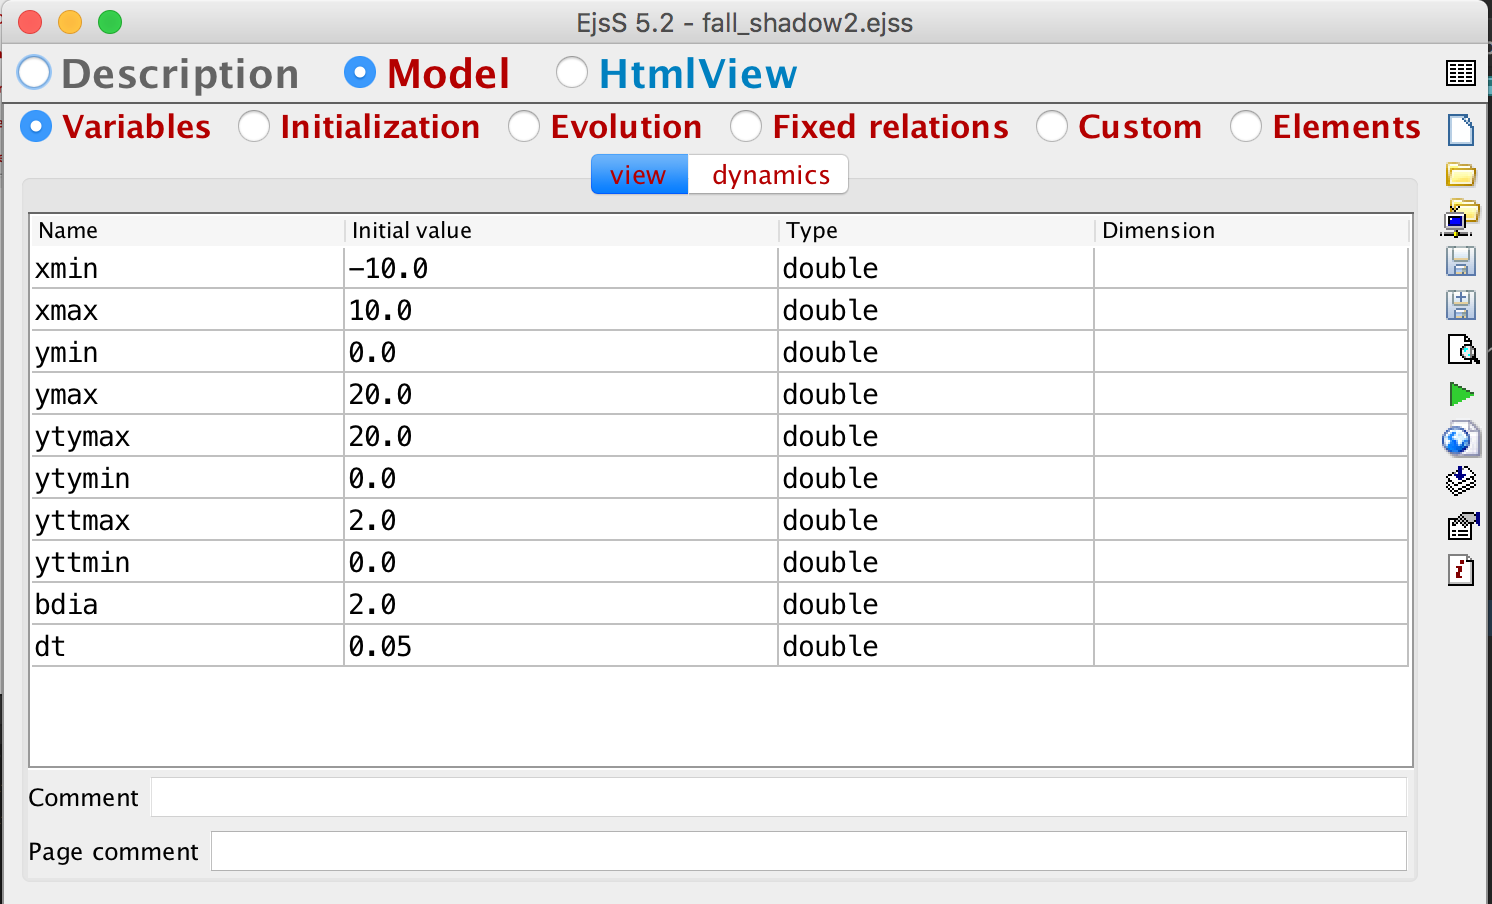 EjsS 5.2 - fall_shadow2.ejss
Description Model HtmlView
Variables Initialization Evolution Fixed relations Custom Elements
view dynamics
Name Initial value Type Dimension
xmin -10.0 double
xmax 10.0 double
ymin 0.0 double
ymax 20.0 double
ytymax 20.0 double
ytymin 0.0 double
yttmax 2.0 double
yttmin 0.0 double
bdia 2.0 double
dt 0.05 double
Comment
Page comment